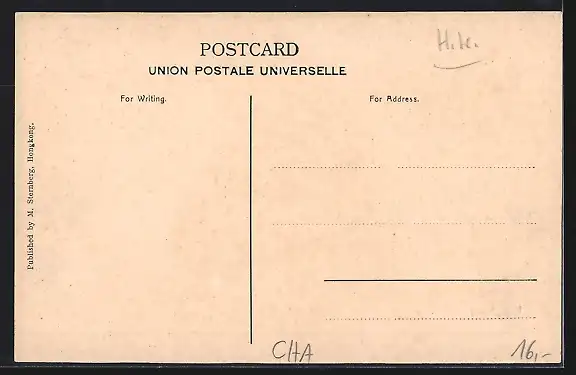 H.K.
POSTCARD
UNION POSTALE UNIVERSELLE
For Writing.
For Address.
Published by M. Sternberg, Hongkong.
CHA
16,-